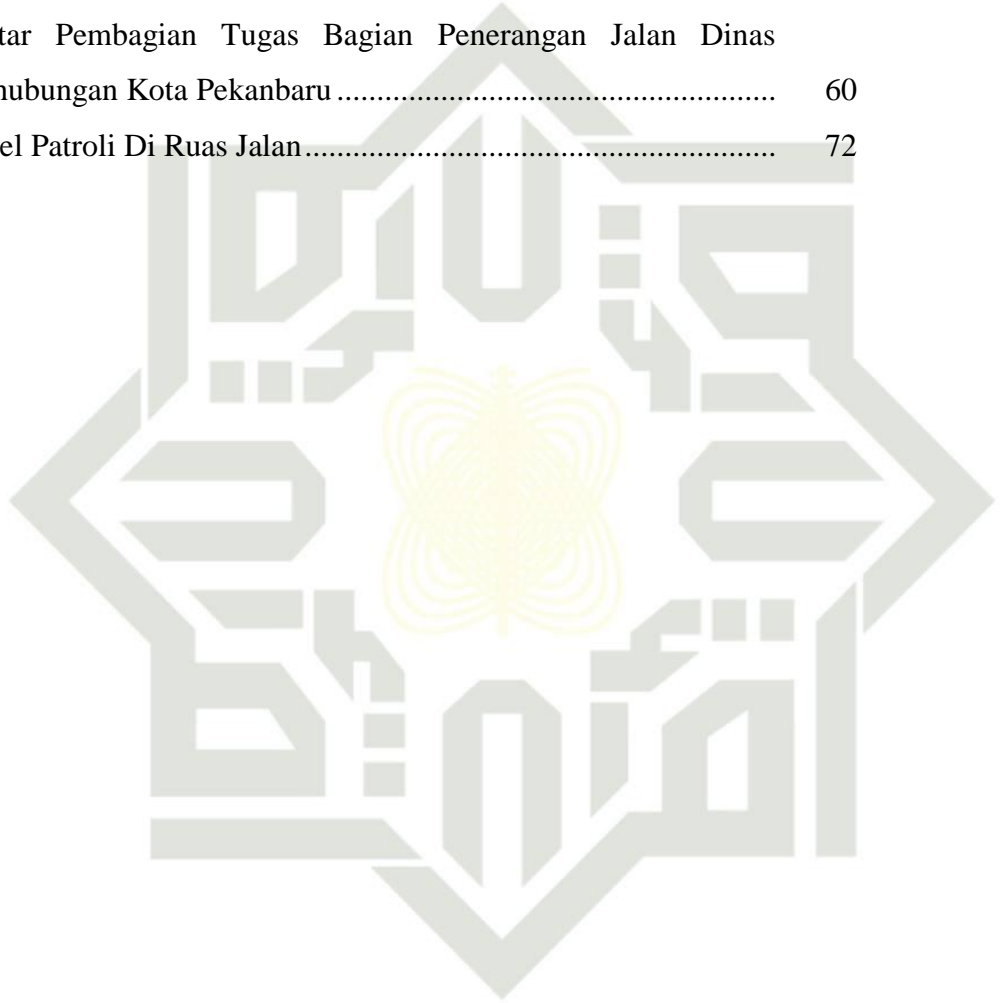 tar Pembagian Tugas Bagian Penerangan Jalan Dinas
hubungan Kota Pekanbaru ........................................................ 60
el Patroli Di Ruas Jalan ............................................................. 72